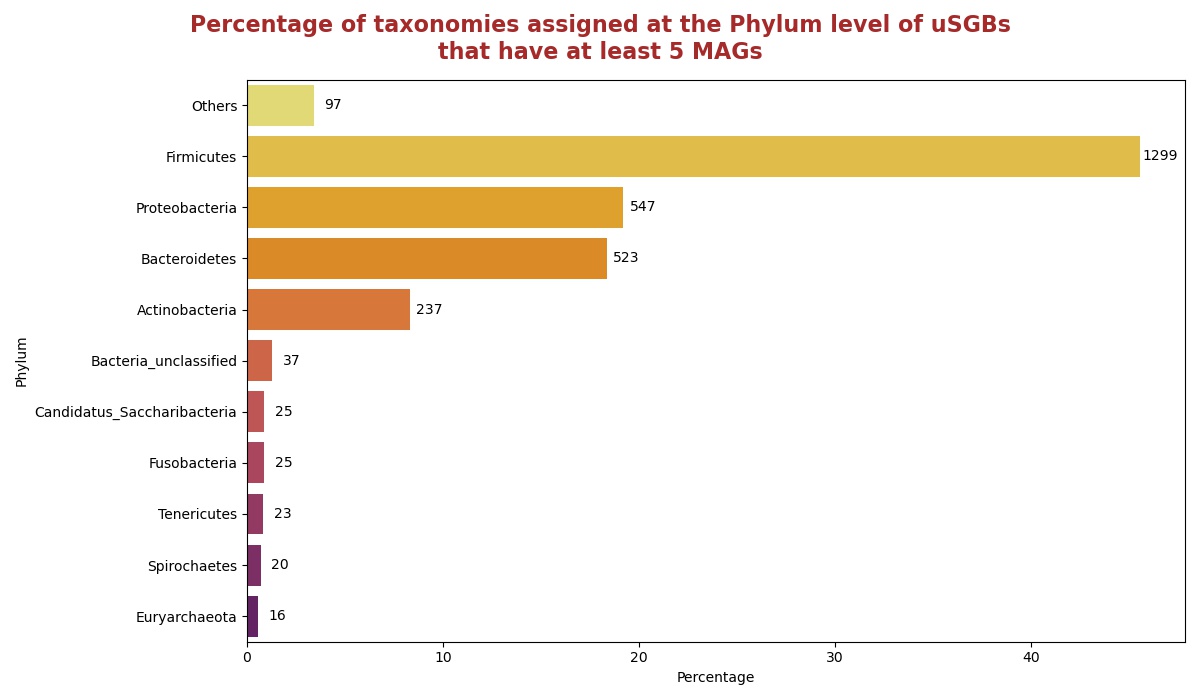 Percentage of taxonomies assigned at the Phylum level of uSGBs
that have at least 5 MAGs
Others 97
Firmicutes 1299
Proteobacteria 547
Bacteroidetes 523
Actinobacteria 237
Bacteria_unclassified 37
Candidatus_Saccharibacteria 25
Fusobacteria 25
Tenericutes 23
Spirochaetes 20
Euryarchaeota 16
Phylum
0 10 20 30 40
Percentage